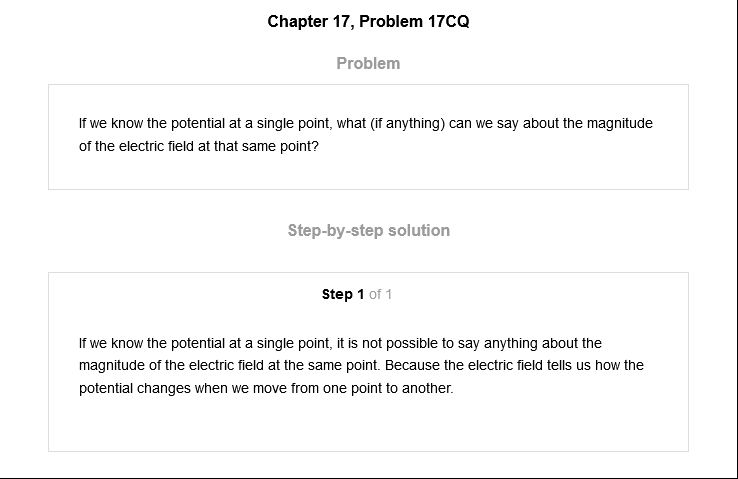 Chapter 17, Problem 17CQ
Problem
If we know the potential at a single point, what (if anything) can we say about the magnitude
of the electric field at that same point?
Step-by-step solution
Step 1 of 1
If we know the potential at a single point, it is not possible to say anything about the
magnitude of the electric field at the same point. Because the electric field tells us how the
potential changes when we move from one point to another.